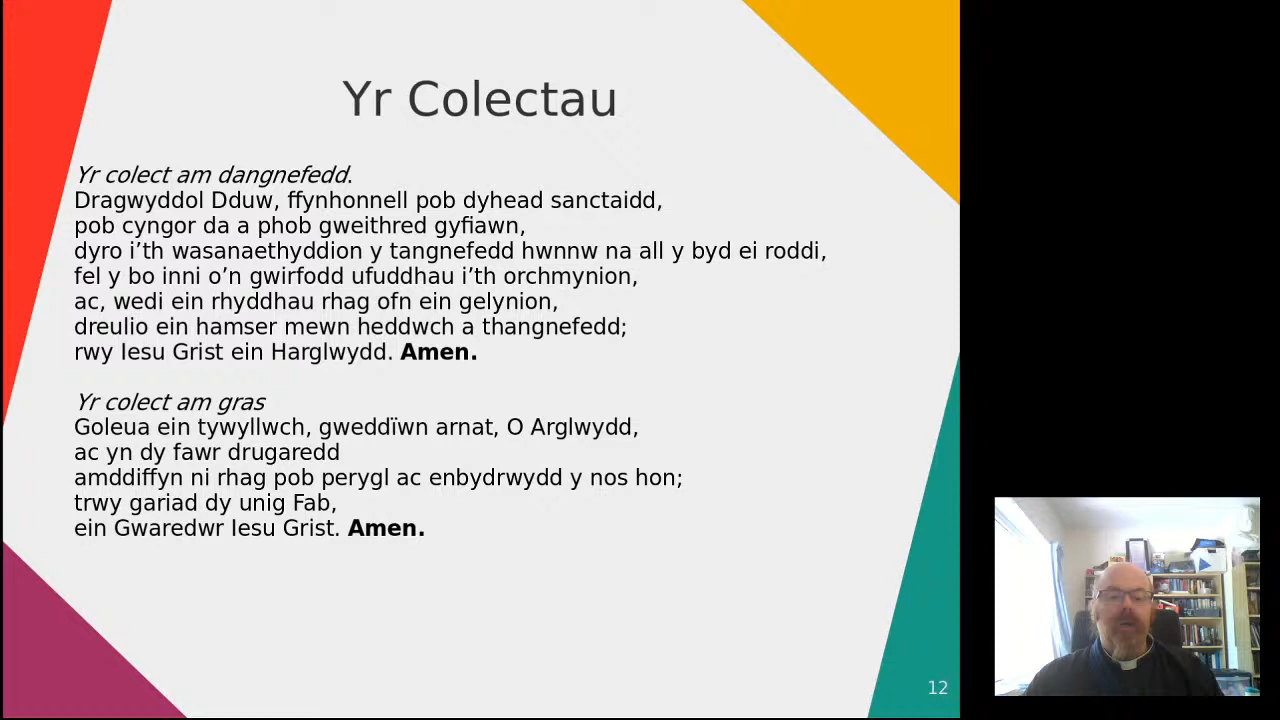 Yr Colectau
Yr colect am dangnefedd.
Dragwyddol Dduw, ffynhonnell pob dyhead sanctaidd,
pob cyngor da a phob gweithred gyfiawn,
dyro i’th wasanaethyddion y tangnefedd hwnnw na all y byd ei roddi,
fel y bo inni o’n gwirfodd ufuddhau i’th orchmynion,
ac, wedi ein rhyddhau rhag ofn ein gelynion,
dreulio ein hamser mewn heddwch a thangnefedd;
rwy Iesu Grist ein Harglwydd. Amen.
Yr colect am gras
Goleua ein tywyllwch, gweddïwn arnat, O Arglwydd,
ac yn dy fawr drugaredd
amddiffyn ni rhag pob perygl ac enbydrwydd y nos hon;
trwy gariad dy unig Fab,
ein Gwaredwr Iesu Grist. Amen.
12